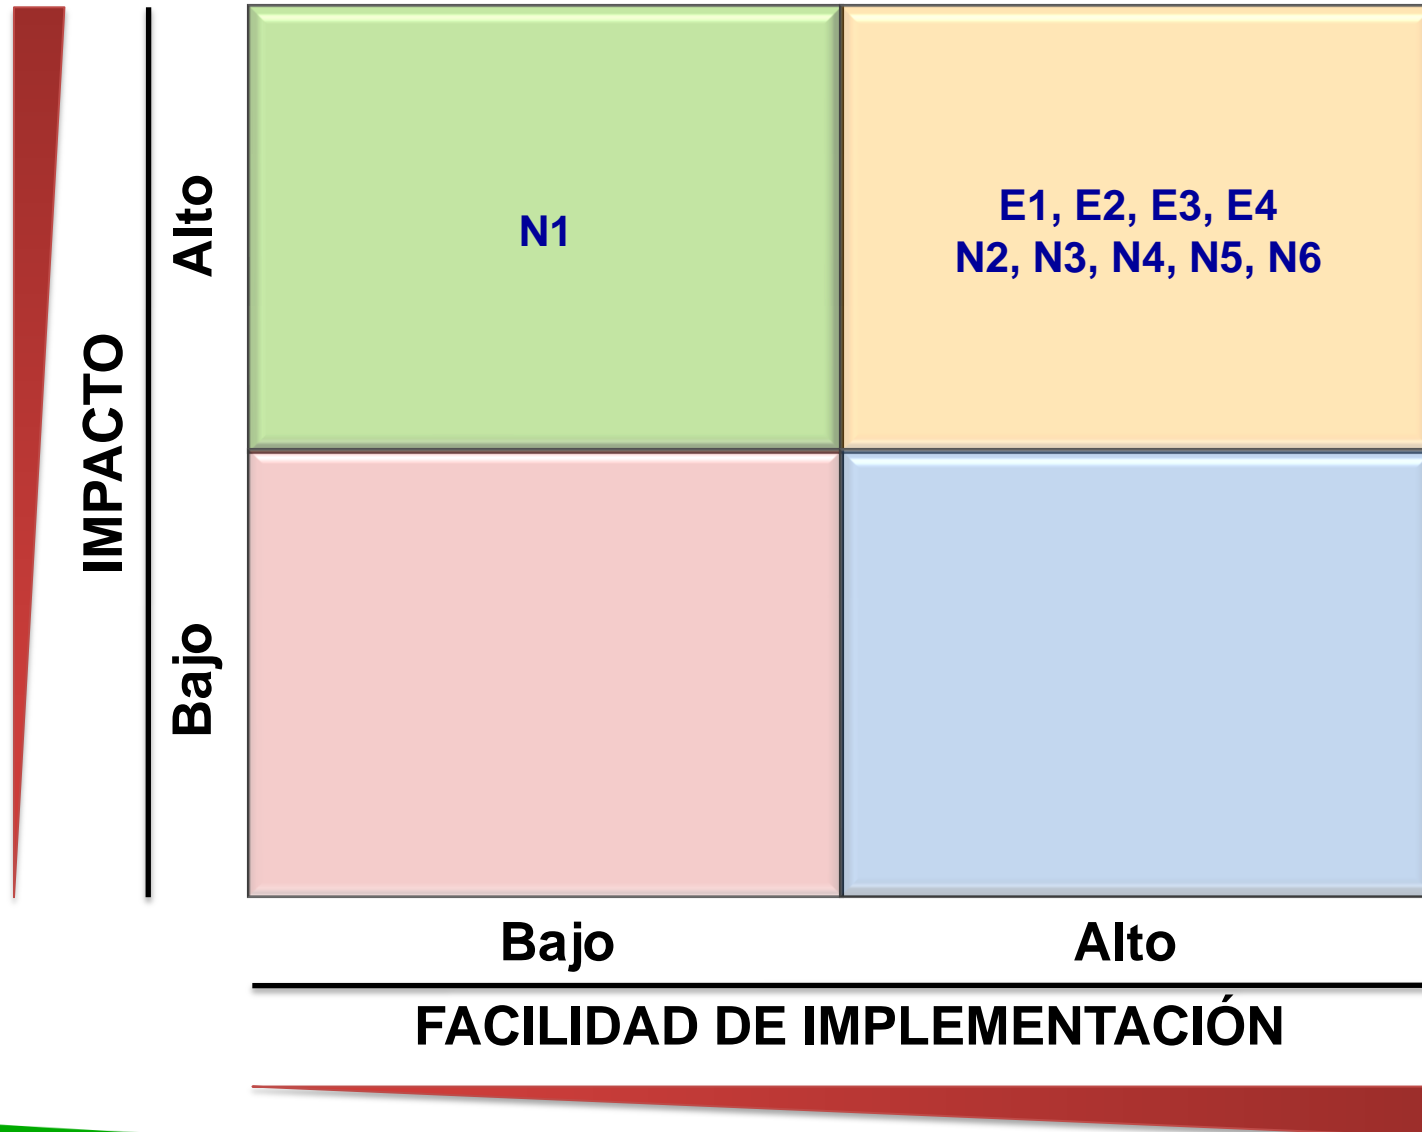 Alto
N1
E1, E2, E3, E4
N2, N3, N4, N5, N6
IMPACTO
Bajo
Bajo
Alto
FACILIDAD DE IMPLEMENTACIÓN